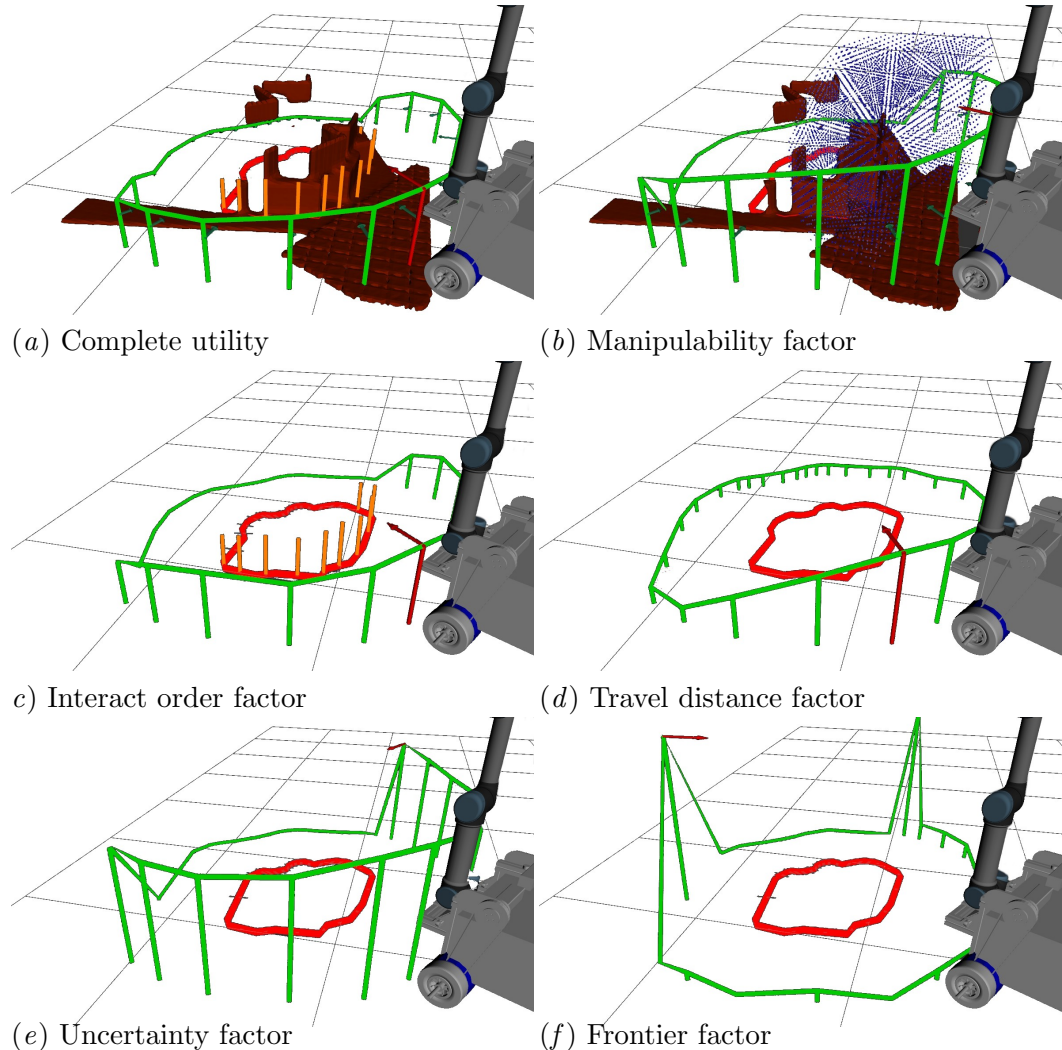 (a) Complete utility
(b) Manipulability factor
c) Interact order factor
(d) Travel distance factor
(e) Uncertainty factor
(f) Frontier factor